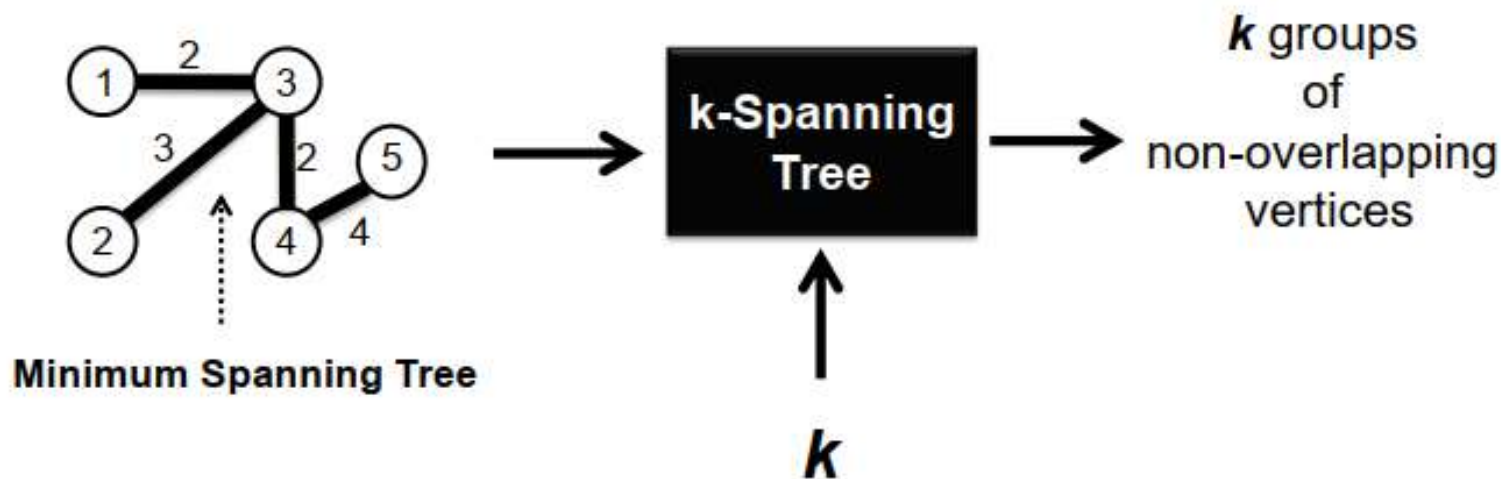 1
2
3
3
2
5
2
4
4
Minimum Spanning Tree
k-Spanning
Tree
k
k groups
of
non-overlapping
vertices